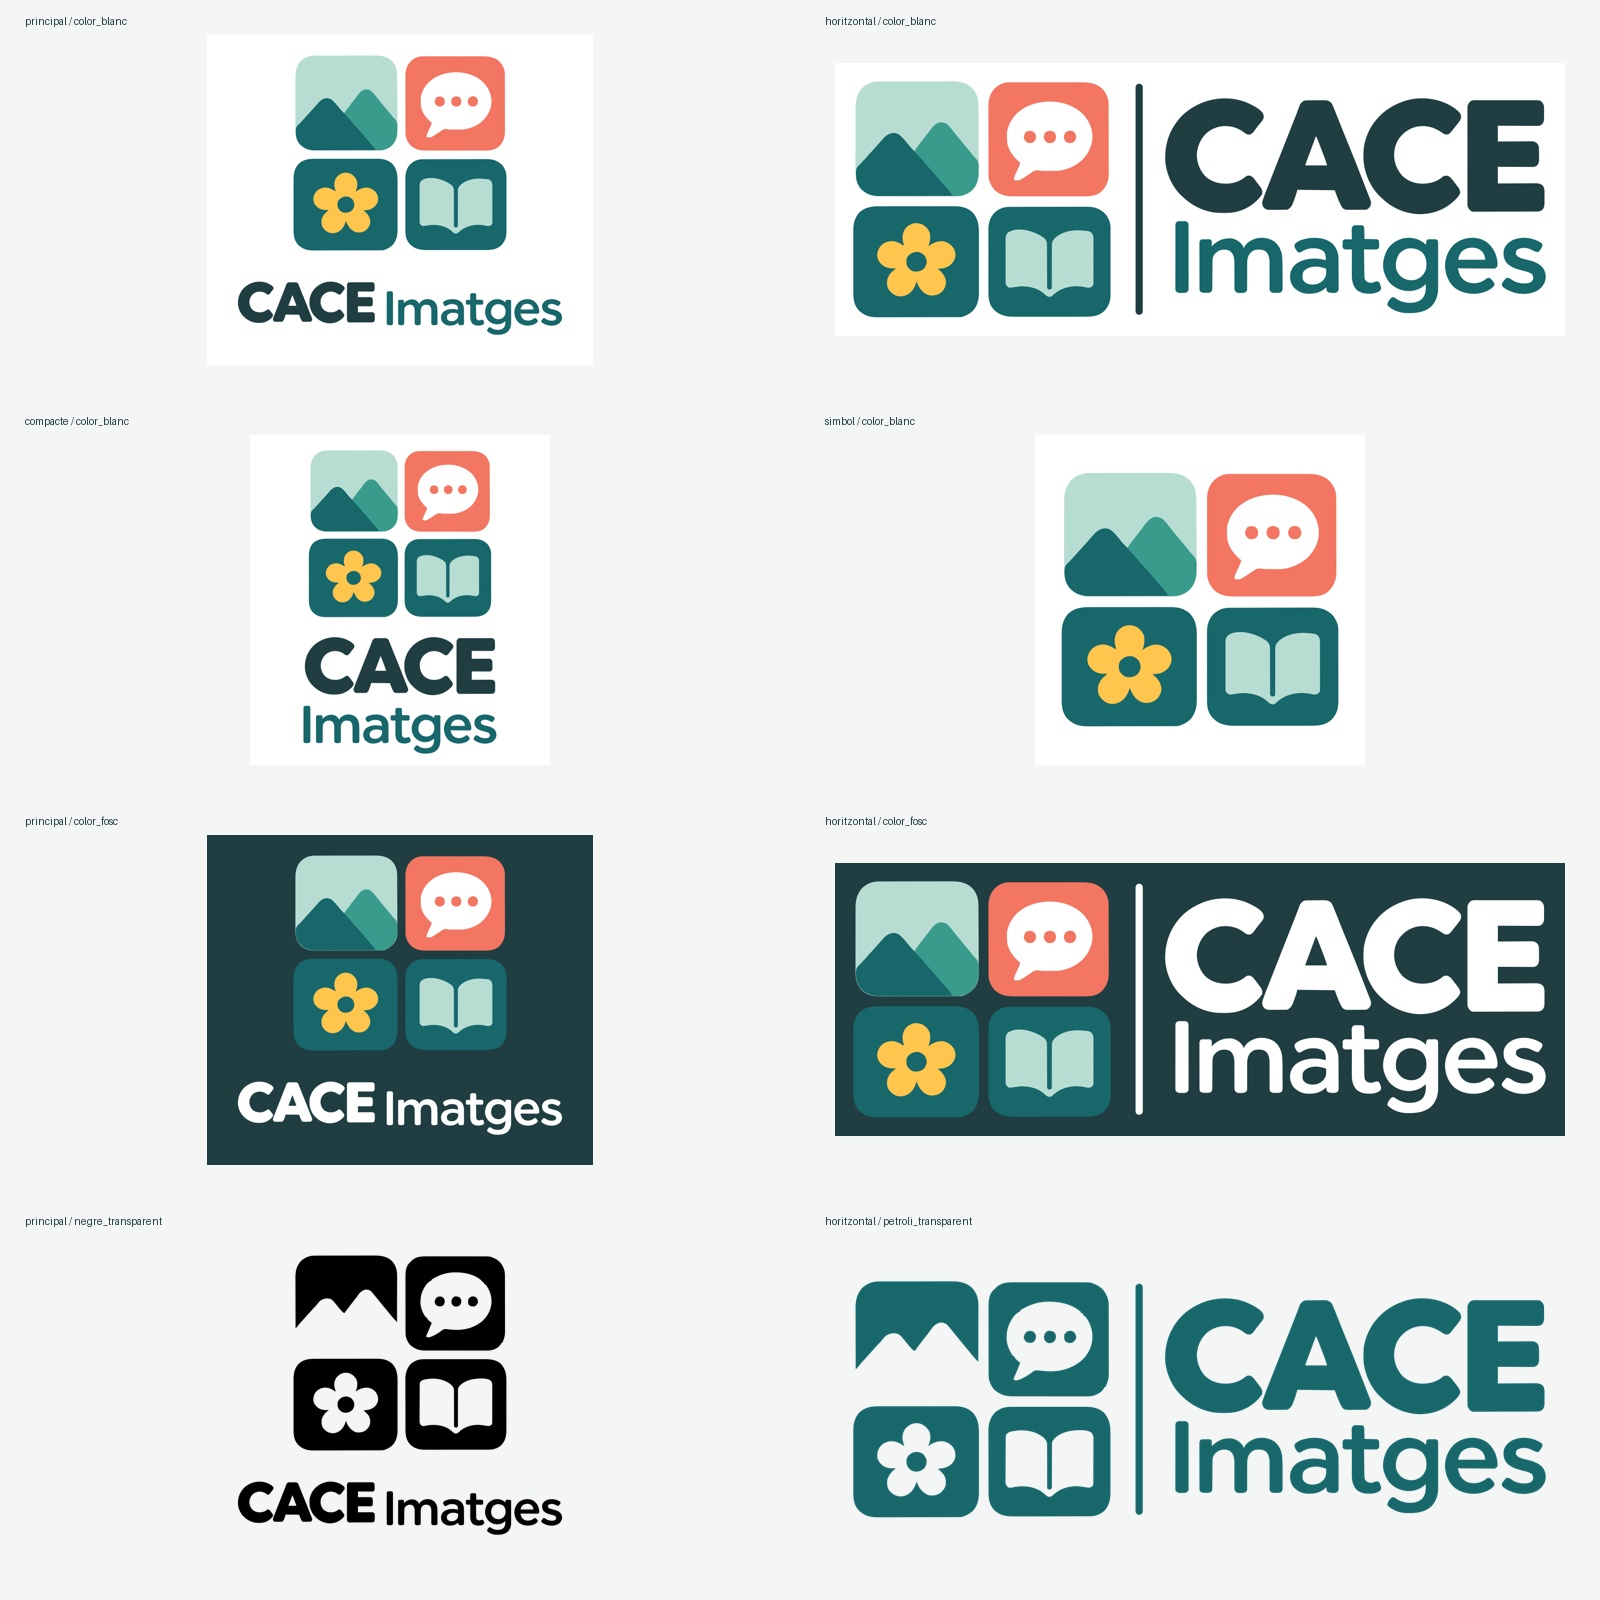 principal / color_blanc
CACE Imatges
horitzontal / color_blanc
CACE
Imatges
compacte / color_blanc
CACE
Imatges
simbol / color_blanc
principal / color_fosc
CACE Imatges
horitzontal / color_fosc
CACE
Imatges
principal / negre_transparent
CACE Imatges
horitzontal / petroli_transparent
CACE
Imatges